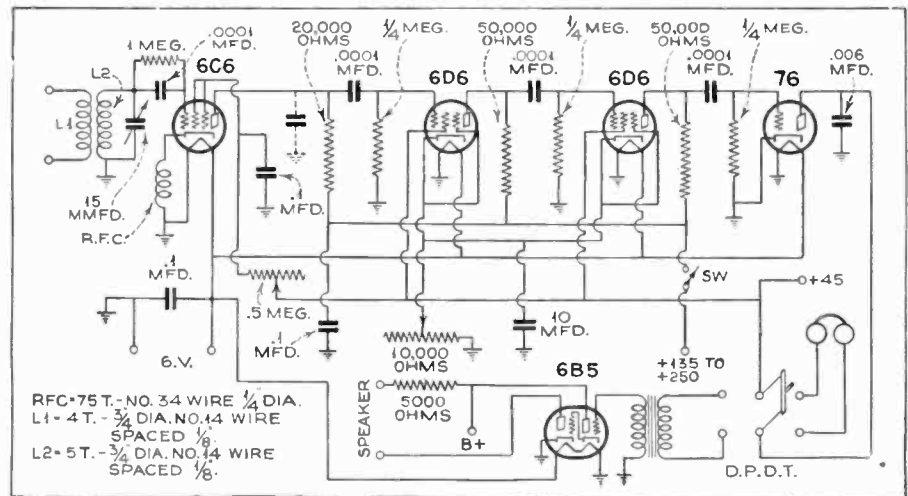 1 MEG.
.0001
MFD.
6C6
L2
L1
15
MMFD.
R.F.C.
.1
MFD.
20,000
OHMS
.0001
MFD.
1/4 MEG.
6D6
50,000
OHMS
.0001
MFD.
1/4 MEG.
6D6
50,000
OHMS
.0001
MFD.
1/4 MEG.
76
.006
MFD.
.1
MFD.
6.V.
.5 MEG.
.1
MFD.
10,000
OHMS
10
MFD.
SW
+135 TO
+250
+45
SPEAKER
5000
OHMS
B+
6B5
D.P.D.T.
RFC=75 T.-NO. 34 WIRE 1/4 DIA.
L1=4 T.-3/4 DIA. NO.14 WIRE
SPACED 1/8.
L2=5 T.-3/4 DIA. NO.14 WIRE
SPACED 1/8.